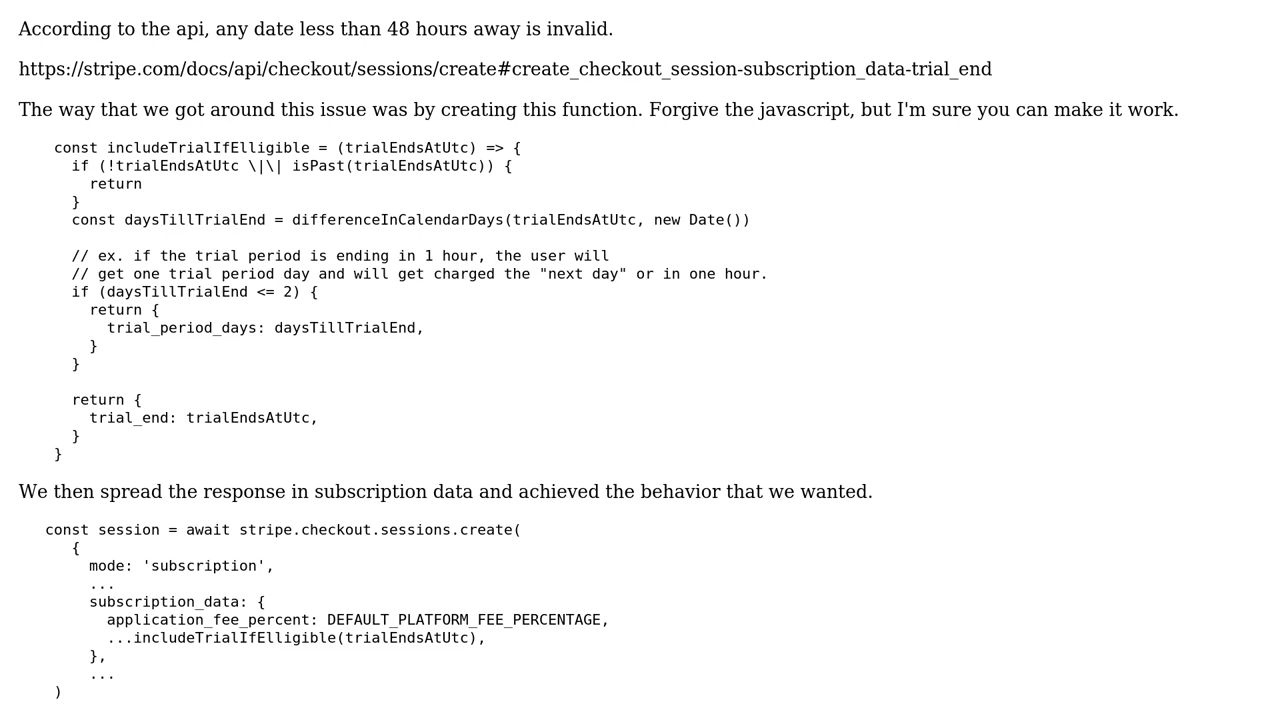 According to the api, any date less than 48 hours away is invalid.
https://stripe.com/docs/api/checkout/sessions/create#create_checkout_session-subscription_data-trial_end
The way that we got around this issue was by creating this function. Forgive the javascript, but I'm sure you can make it work.
const includeTrialIfElligible = (trialEndsAtUtc) => {
  if (!trialEndsAtUtc \|\| isPast(trialEndsAtUtc)) {
    return
  }
  const daysTillTrialEnd = differenceInCalendarDays(trialEndsAtUtc, new Date())
  // ex. if the trial period is ending in 1 hour, the user will
  // get one trial period day and will get charged the "next day" or in one hour.
  if (daysTillTrialEnd <= 2) {
    return {
      trial_period_days: daysTillTrialEnd,
    }
  }
  return {
    trial_end: trialEndsAtUtc,
  }
}
We then spread the response in subscription data and achieved the behavior that we wanted.
const session = await stripe.checkout.sessions.create(
   {
     mode: 'subscription',
     ...
     subscription_data: {
       application_fee_percent: DEFAULT_PLATFORM_FEE_PERCENTAGE,
       ...includeTrialIfElligible(trialEndsAtUtc),
     },
     ...
 )